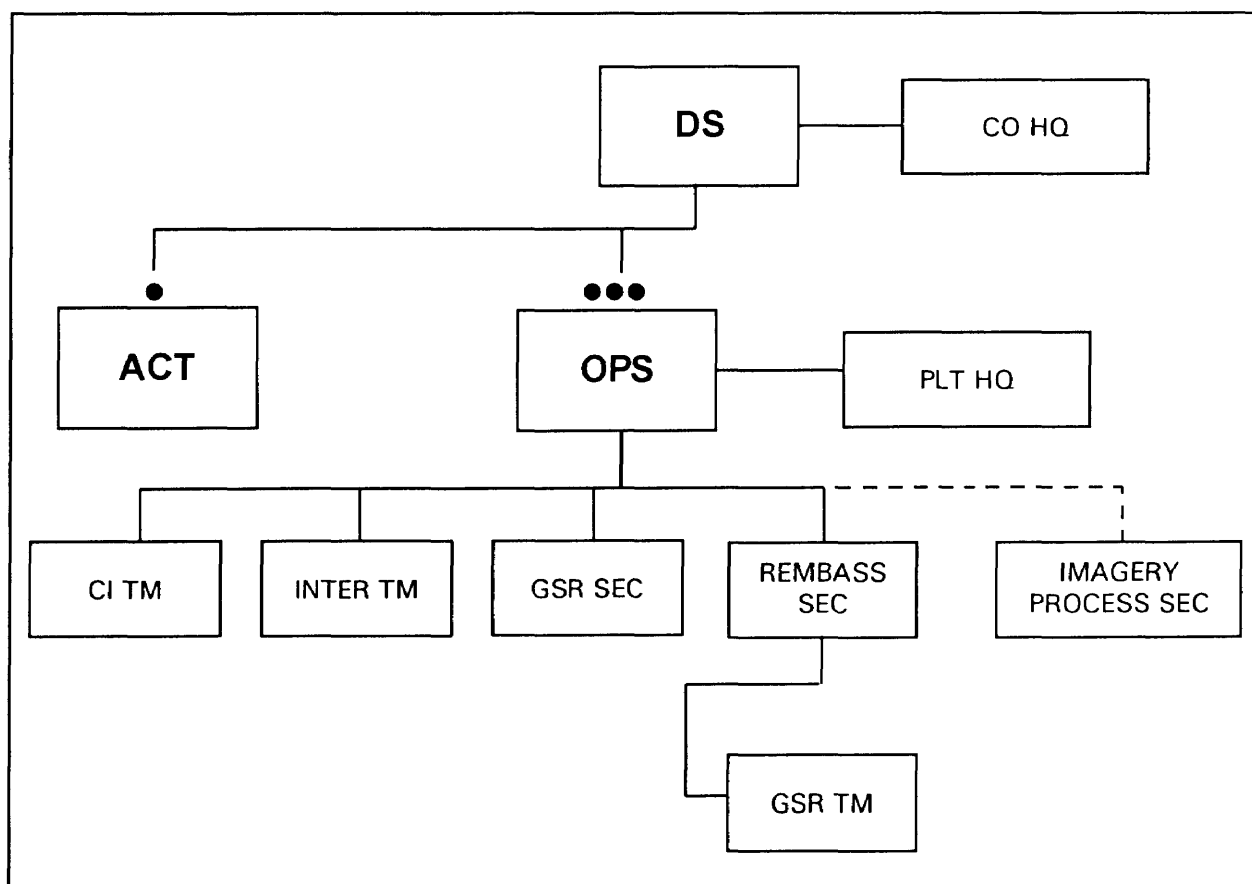 DS
CO HQ
ACT
OPS
PLT HQ
CI TM
INTER TM
GSR SEC
REMBASS
SEC
IMAGERY
PROCESS SEC
GSR TM